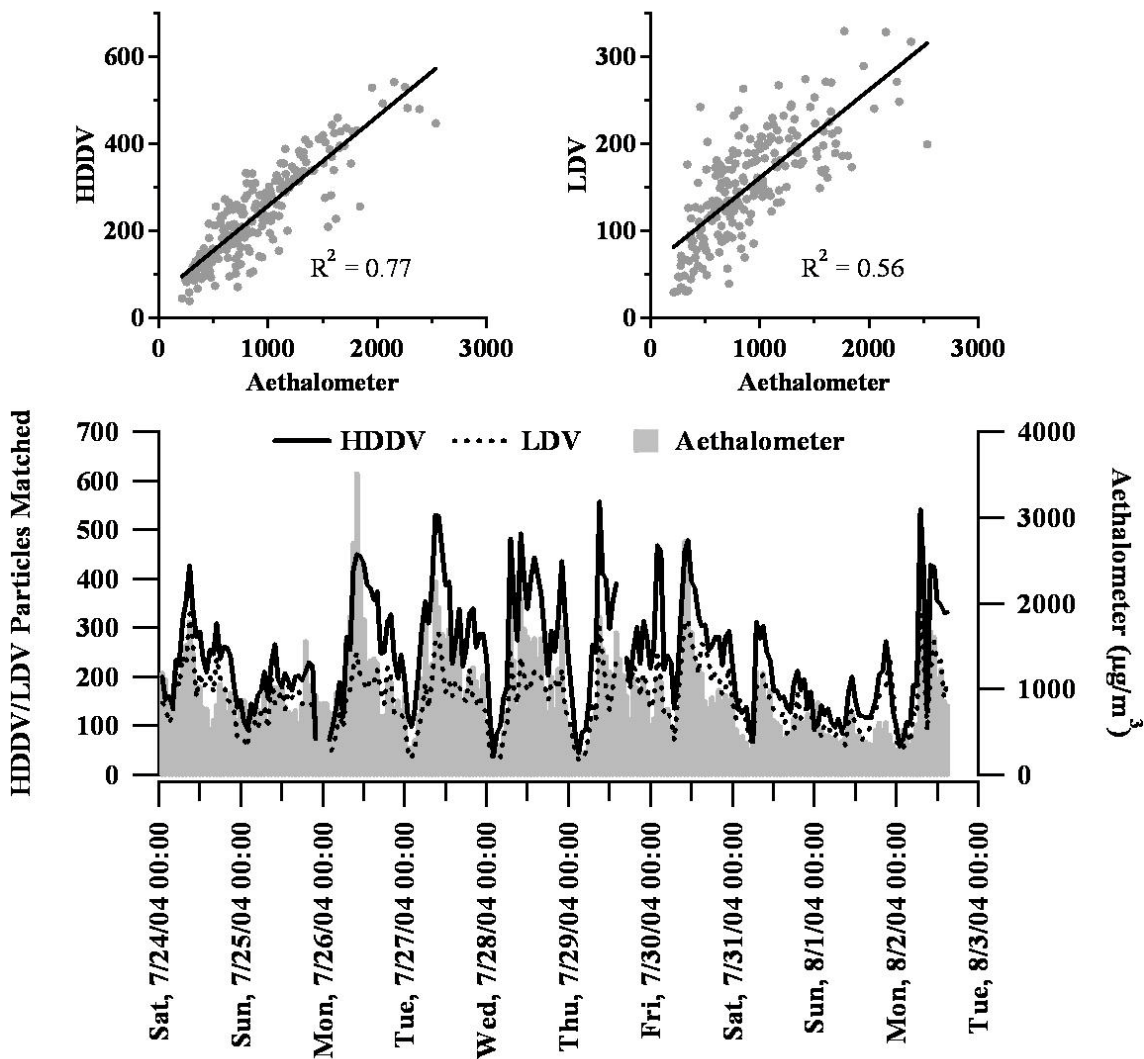 600
400
200
0
HDDV
R² = 0.77
0 1000 2000 3000
Aethalometer
300
200
100
0
LDV
R² = 0.56
0 1000 2000 3000
Aethalometer
HDDV LDV Aethalometer
HDDV/LDV Particles Matched
700
600
500
400
300
200
100
0
4000
3000
2000
1000
0
Aethalometer (µg/m³)
Sat, 7/24/04 00:00
Sun, 7/25/04 00:00
Mon, 7/26/04 00:00
Tue, 7/27/04 00:00
Wed, 7/28/04 00:00
Thu, 7/29/04 00:00
Fri, 7/30/04 00:00
Sat, 7/31/04 00:00
Sun, 8/1/04 00:00
Mon, 8/2/04 00:00
Tue, 8/3/04 00:00